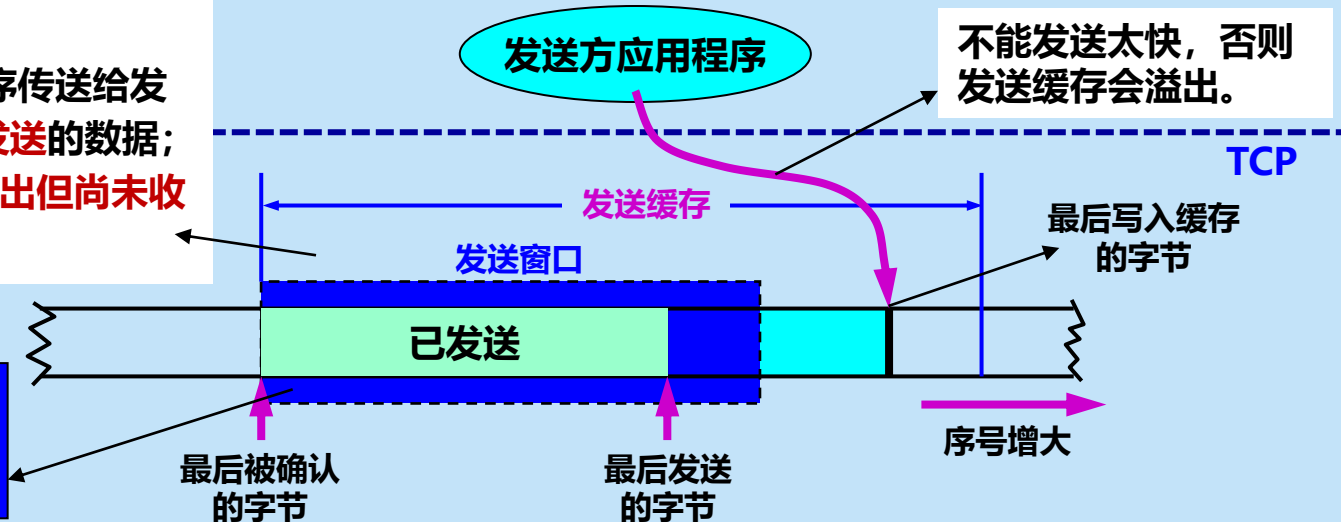 发送方应用程序
不能发送太快，否则
发送缓存会溢出。
序传送给发
发送的数据；
出但尚未收
TCP
发送缓存
最后写入缓存
的字节
发送窗口
已发送
序号增大
最后被确认
的字节
最后发送
的字节